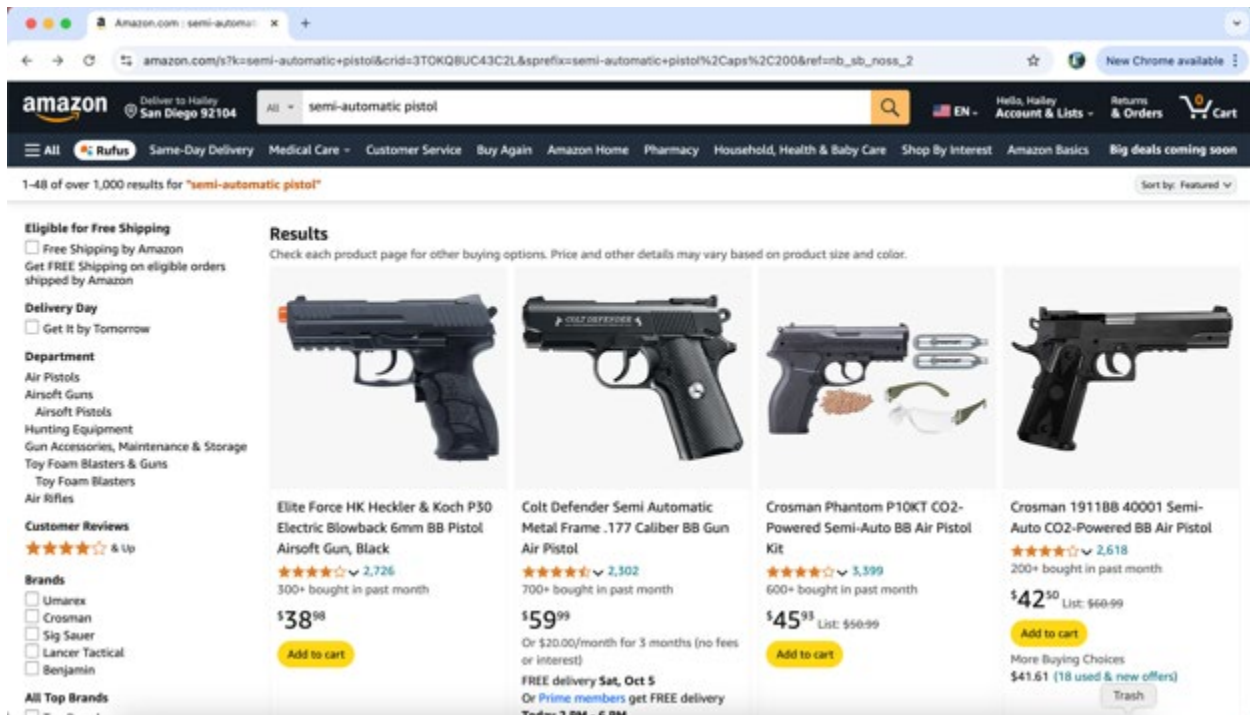 Amazon.com : semi-automat
amazon.com/s?k=semi-automatic+pistol&crid=3TOKQ8UC43C2L&sprefix=semi-automatic+pistol%2Caps%2C200&ref=nb_sb_noss_2
New Chrome available
amazon
Deliver to Hailey
San Diego 92104
All
semi-automatic pistol
EN
Hello, Hailey
Account & Lists
Returns
& Orders
0
Cart
All
Rufus
Same-Day Delivery
Medical Care
Customer Service
Buy Again
Amazon Home
Pharmacy
Household, Health & Baby Care
Shop By Interest
Amazon Basics
Big deals coming soon
1-48 of over 1,000 results for "semi-automatic pistol"
Sort by: Featured
Eligible for Free Shipping
Free Shipping by Amazon
Get FREE Shipping on eligible orders
shipped by Amazon
Delivery Day
Get It by Tomorrow
Department
Air Pistols
Airsoft Guns
Airsoft Pistols
Hunting Equipment
Gun Accessories, Maintenance & Storage
Toy Foam Blasters & Guns
Toy Foam Blasters
Air Rifles
Customer Reviews
& Up
Brands
Umarex
Crosman
Sig Sauer
Lancer Tactical
Benjamin
All Top Brands
Results
Check each product page for other buying options. Price and other details may vary based on product size and color.
Elite Force HK Heckler & Koch P30
Electric Blowback 6mm BB Pistol
Airsoft Gun, Black
2,726
300+ bought in past month
$38⁹⁸
Add to cart
COLT DEFENDER
Colt Defender Semi Automatic
Metal Frame .177 Caliber BB Gun
Air Pistol
2,302
700+ bought in past month
$59⁹⁹
Or $20.00/month for 3 months (no fees
or interest)
FREE delivery Sat, Oct 5
Or Prime members get FREE delivery
Today 2 PM - 6 PM
Crosman Phantom P10KT CO2-
Powered Semi-Auto BB Air Pistol
Kit
3,399
600+ bought in past month
$45⁹³ List: $50.99
Add to cart
Crosman 1911BB 40001 Semi-
Auto CO2-Powered BB Air Pistol
2,618
200+ bought in past month
$42⁵⁰ List: $60.99
Add to cart
More Buying Choices
$41.61 (18 used & new offers)
Trash